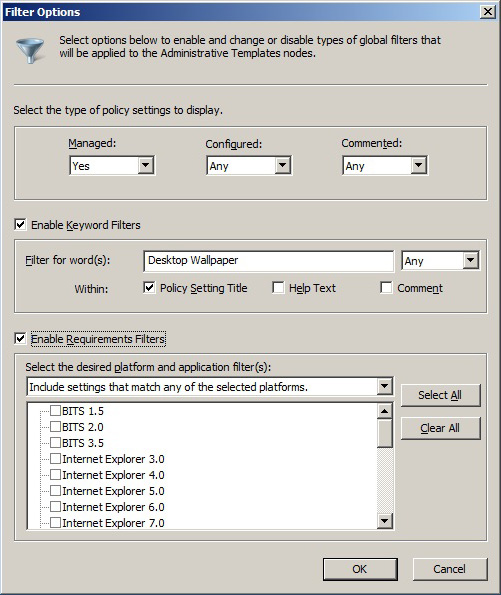 Filter Options
Select options below to enable and change or disable types of global filters that
will be applied to the Administrative Templates nodes.
Select the type of policy settings to display.
Managed: Configured: Commented:
Yes Any Any
Enable Keyword Filters
Filter for word(s): Desktop Wallpaper Any
Within: Policy Setting Title Help Text Comment
Enable Requirements Filters
Select the desired platform and application filter(s):
Include settings that match any of the selected platforms. Select All
BITS 1.5
BITS 2.0 Clear All
BITS 3.5
Internet Explorer 3.0
Internet Explorer 4.0
Internet Explorer 5.0
Internet Explorer 6.0
Internet Explorer 7.0
OK Cancel